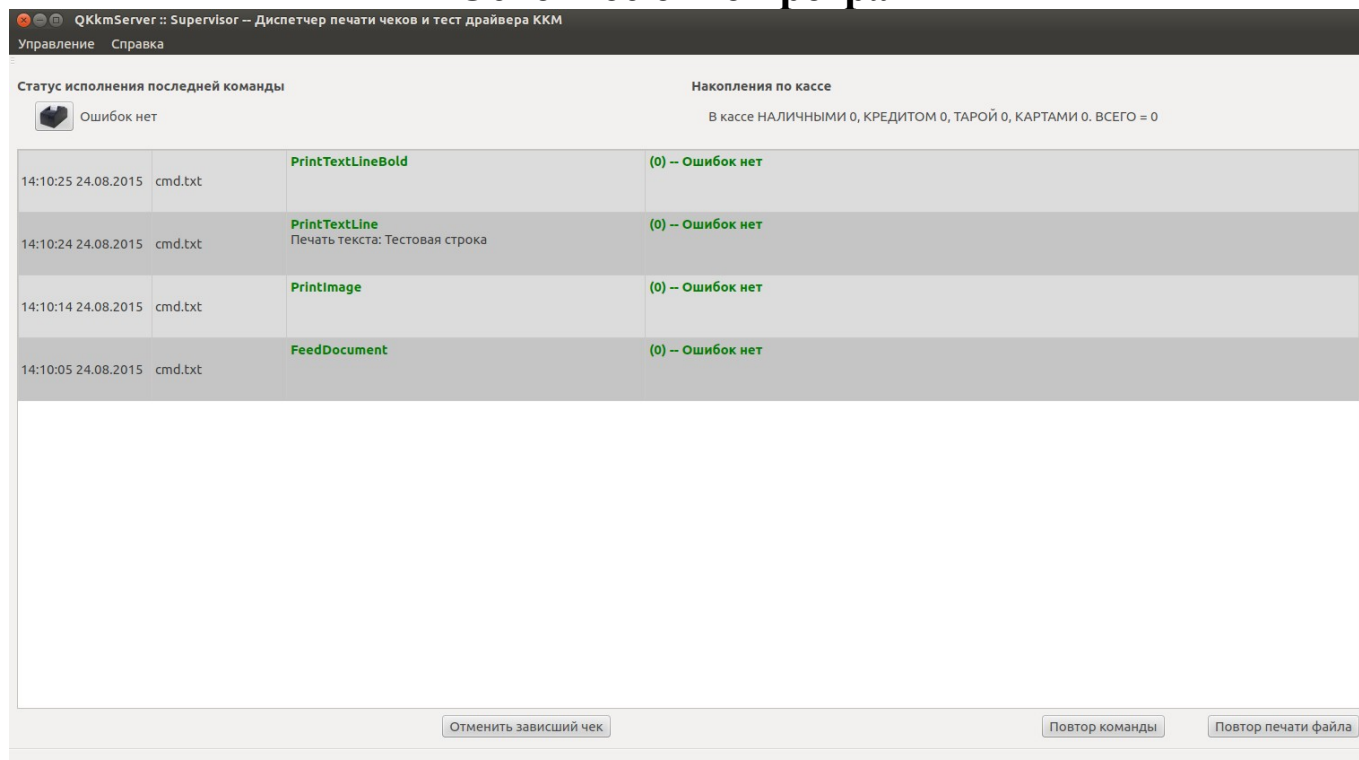 QKkmServer :: Supervisor -- Диспетчер печати чеков и тест драйвера ККМ
Управление Справка
Статус исполнения последней команды Накопления по кассе
Ошибок нет В кассе НАЛИЧНЫМИ 0, КРЕДИТОМ 0, ТАРОЙ 0, КАРТАМИ 0. ВСЕГО = 0
PrintTextLineBold (0) -- Ошибок нет
14:10:25 24.08.2015 cmd.txt
PrintTextLine (0) -- Ошибок нет
Печать текста: Тестовая строка
14:10:24 24.08.2015 cmd.txt
PrintImage (0) -- Ошибок нет
14:10:14 24.08.2015 cmd.txt
FeedDocument (0) -- Ошибок нет
14:10:05 24.08.2015 cmd.txt
Отменить зависший чек Повтор команды Повтор печати файла